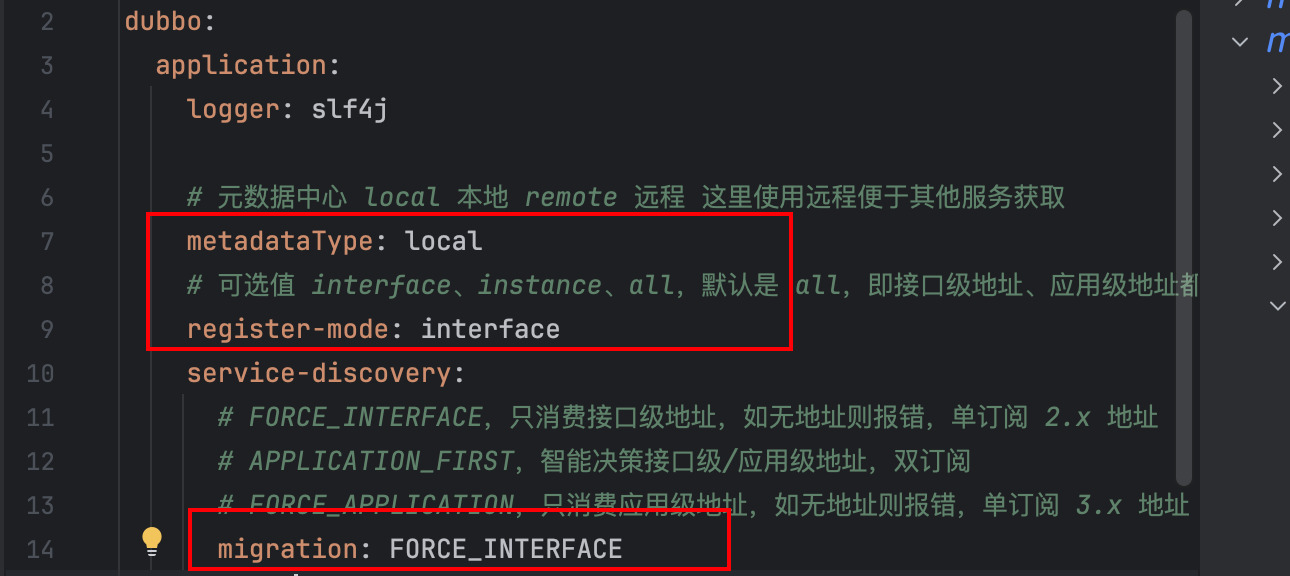 2 dubbo:
3 application:
4 logger: slf4j
5
6 # 元数据中心 local 本地 remote 远程 这里使用远程便于其他服务获取
7 metadataType: local
8 # 可选值 interface、instance、all，默认是 all，即接口级地址、应用级地址都
9 register-mode: interface
10 service-discovery:
11 # FORCE_INTERFACE，只消费接口级地址，如无地址则报错，单订阅 2.x 地址
12 # APPLICATION_FIRST，智能决策接口级/应用级地址，双订阅
13 # FORCE_APPLICATION，只消费应用级地址，如无地址则报错，单订阅 3.x 地址
14 migration: FORCE_INTERFACE